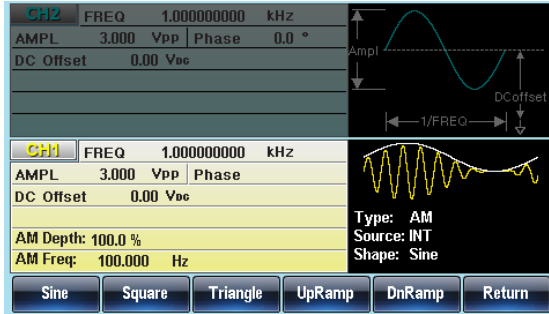 CH2 FREQ 1.000000000 kHz
AMPL 3.000 Vpp Phase 0.0 °
DC Offset 0.00 VDC
Ampl
DCoffset
1/FREQ
CH1 FREQ 1.000000000 kHz
AMPL 3.000 Vpp Phase
DC Offset 0.00 VDC
AM Depth: 100.0 %
AM Freq: 100.000 Hz
Type: AM
Source: INT
Shape: Sine
Sine Square Triangle UpRamp DnRamp Return